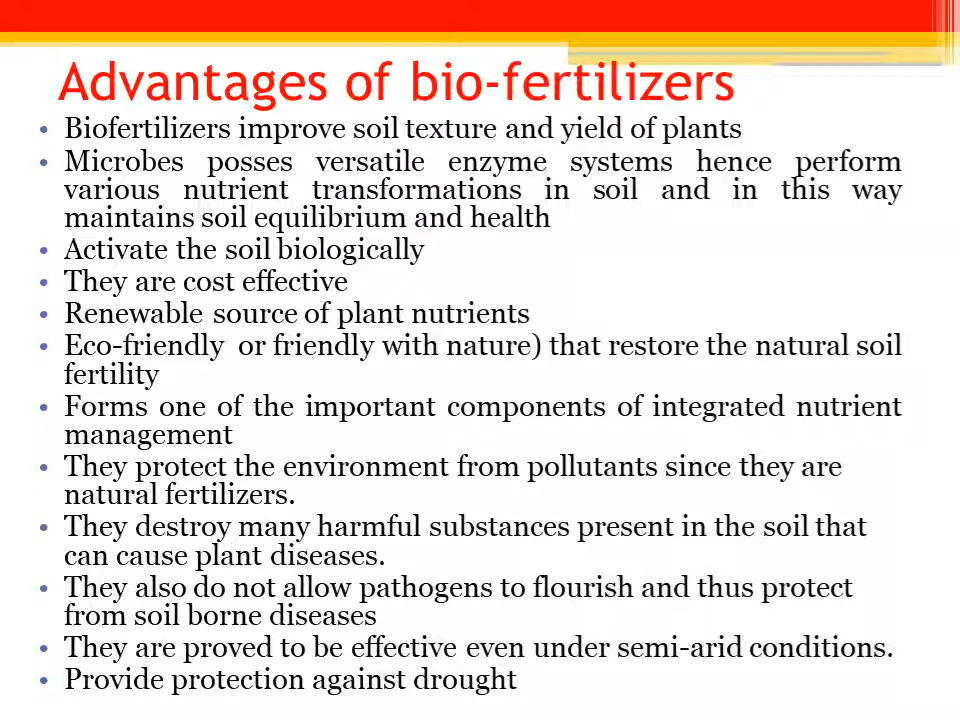 Advantages of bio-fertilizers
• Biofertilizers improve soil texture and yield of plants
• Microbes posses versatile enzyme systems hence perform
various nutrient transformations in soil and in this way
maintains soil equilibrium and health
• Activate the soil biologically
• They are cost effective
• Renewable source of plant nutrients
• Eco-friendly or friendly with nature) that restore the natural soil
fertility
• Forms one of the important components of integrated nutrient
management
• They protect the environment from pollutants since they are
natural fertilizers.
• They destroy many harmful substances present in the soil that
can cause plant diseases.
• They also do not allow pathogens to flourish and thus protect
from soil borne diseases
• They are proved to be effective even under semi-arid conditions.
• Provide protection against drought